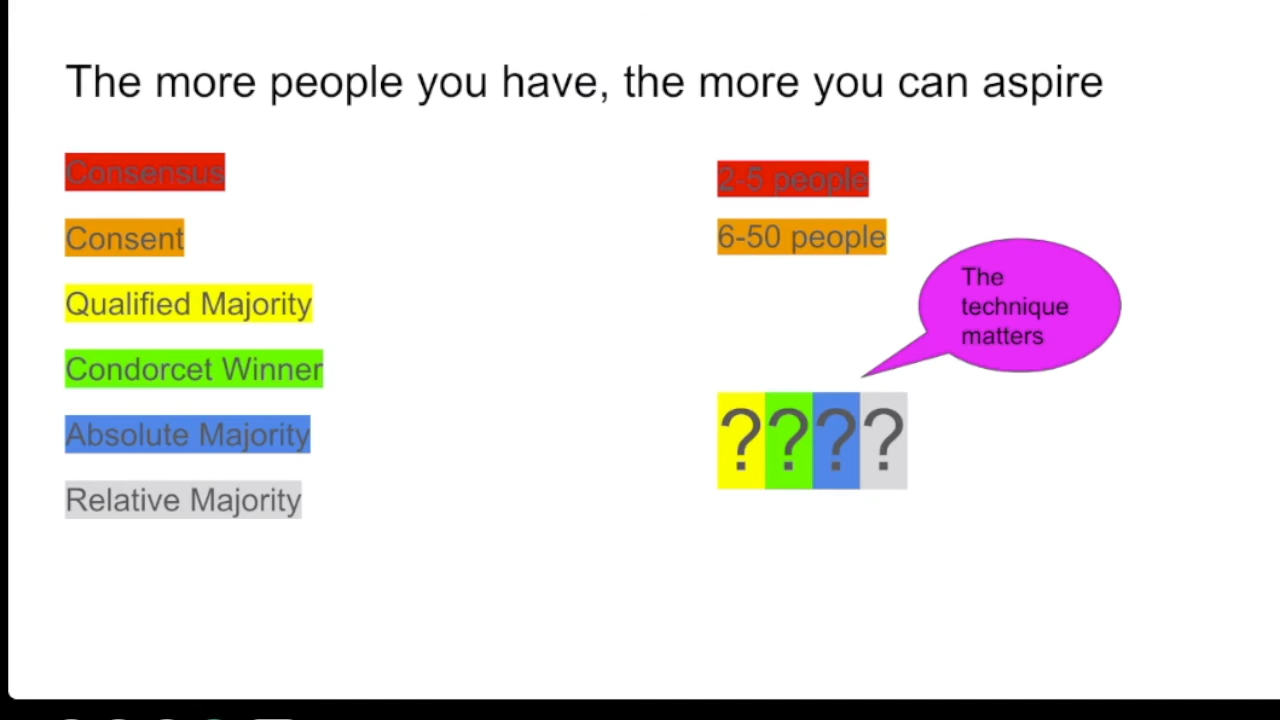 The more people you have, the more you can aspire
Consensus
Consent
Qualified Majority
Condorcet Winner
Absolute Majority
Relative Majority
2-5 people
6-50 people
The
technique
matters
????